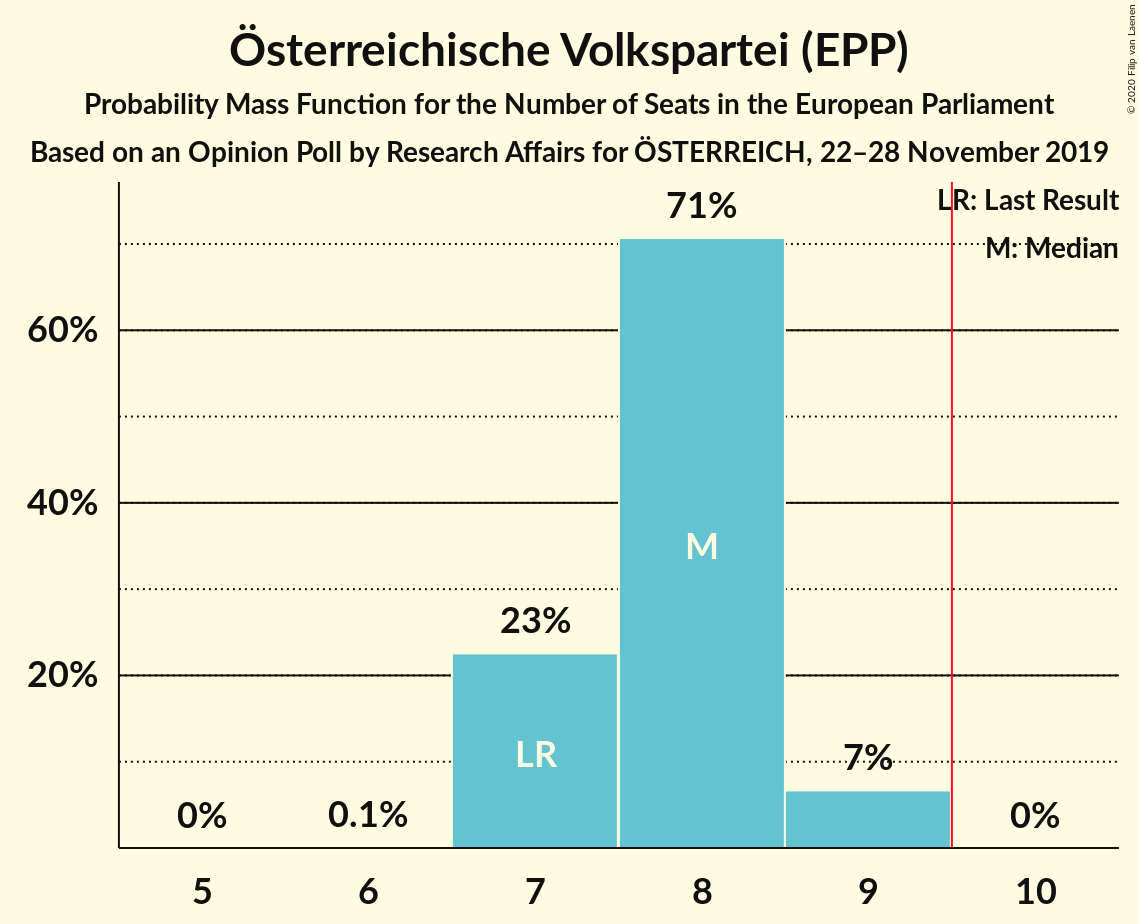 Österreichische Volkspartei (EPP)
Probability Mass Function for the Number of Seats in the European Parliament
Based on an Opinion Poll by Research Affairs for ÖSTERREICH, 22–28 November 2019
© 2020 Filip van Laenen
LR: Last Result
M: Median
71%
60%
40%
M
23%
20%
LR
7%
0%
0.1%
0%
5 6 7 8 9 10